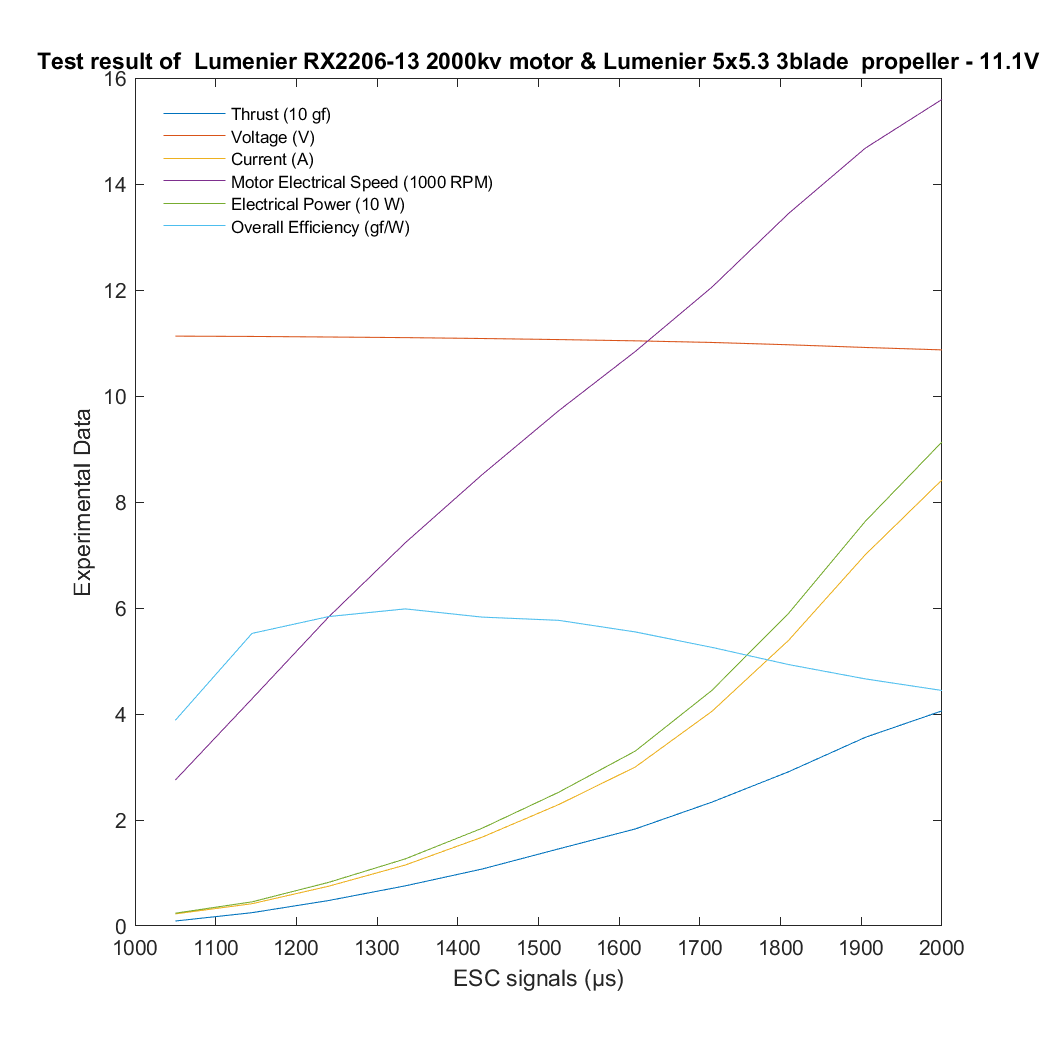 Test result of  Lumenier RX2206-13 2000kv motor & Lumenier 5x5.3 3blade  propeller - 11.1V
16
14
12
10
8
6
4
2
0
Thrust (10 gf)
Voltage (V)
Current (A)
Motor Electrical Speed (1000 RPM)
Electrical Power (10 W)
Overall Efficiency (gf/W)
Experimental Data
1000 1100 1200 1300 1400 1500 1600 1700 1800 1900 2000
ESC signals (µs)